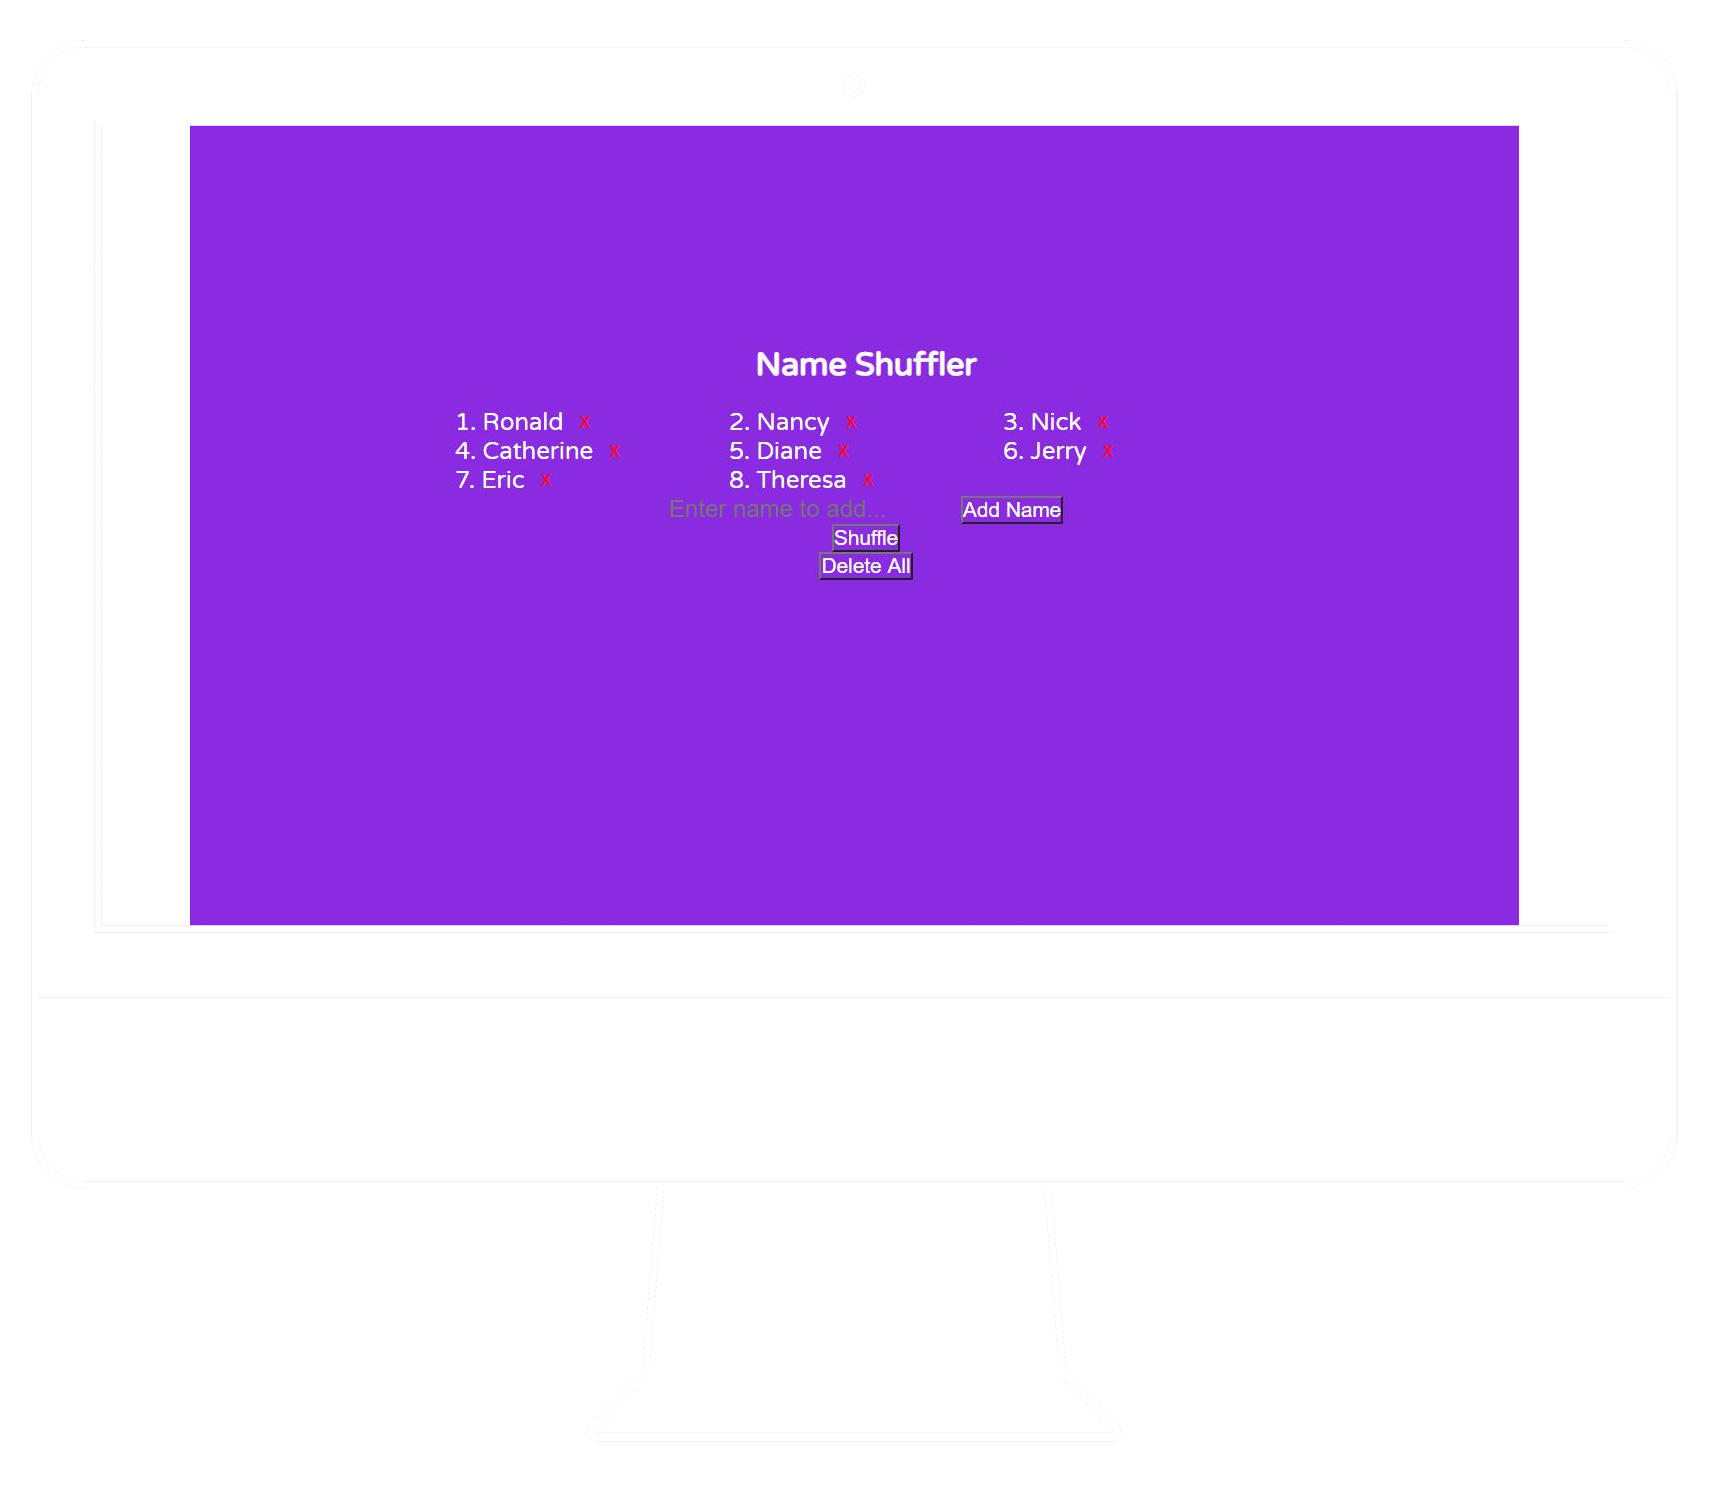 Name Shuffler
1. Ronald x 2. Nancy x 3. Nick x
4. Catherine x 5. Diane x 6. Jerry x
7. Eric x 8. Theresa x
Enter name to add... Add Name
Shuffle
Delete All